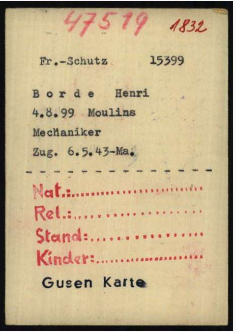 47519 1832
Fr.-Schutz 15399
Borde Henri
4.8.99 Moulins
Mechaniker
Zug. 6.5.43-Ma.
Nat.:
Rel.:
Stand:
Kinder:
Gusen Karte